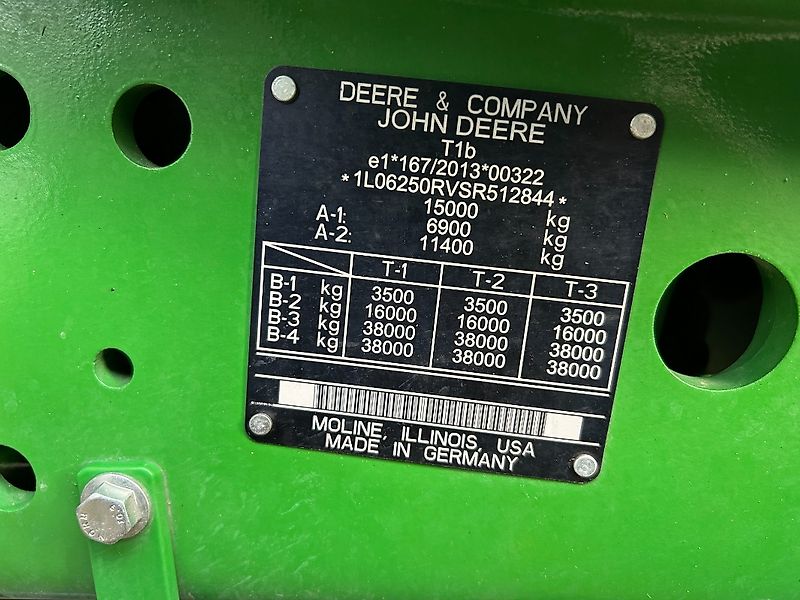 DEERE & COMPANY
JOHN DEERE
T1b
e1*167/2013*00322
*1L06250RVSR512844*
15000 kg
A-1: 6900 kg
A-2: 11400 kg
T-1 T-2 T-3
B-1 kg 3500 3500 3500
B-2 kg 16000 16000 16000
B-3 kg 38000 38000 38000
B-4 kg 38000 38000 38000
MOLINE, ILLINOIS, USA
MADE IN GERMANY
10.9